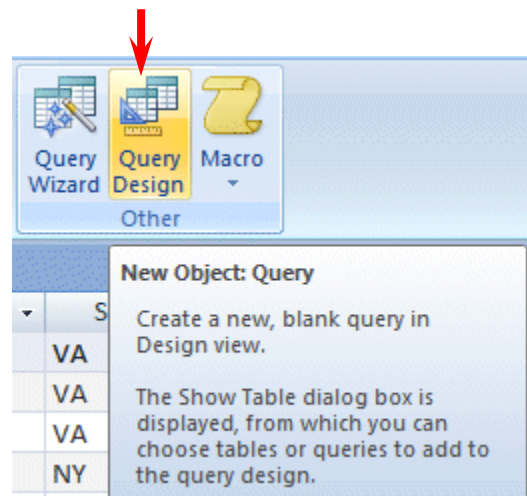 Query Wizard
Query Design
Macro
Other
New Object: Query
S
Create a new, blank query in
Design view.
The Show Table dialog box is
displayed, from which you can
choose tables or queries to add to
the query design.
VA
VA
VA
NY